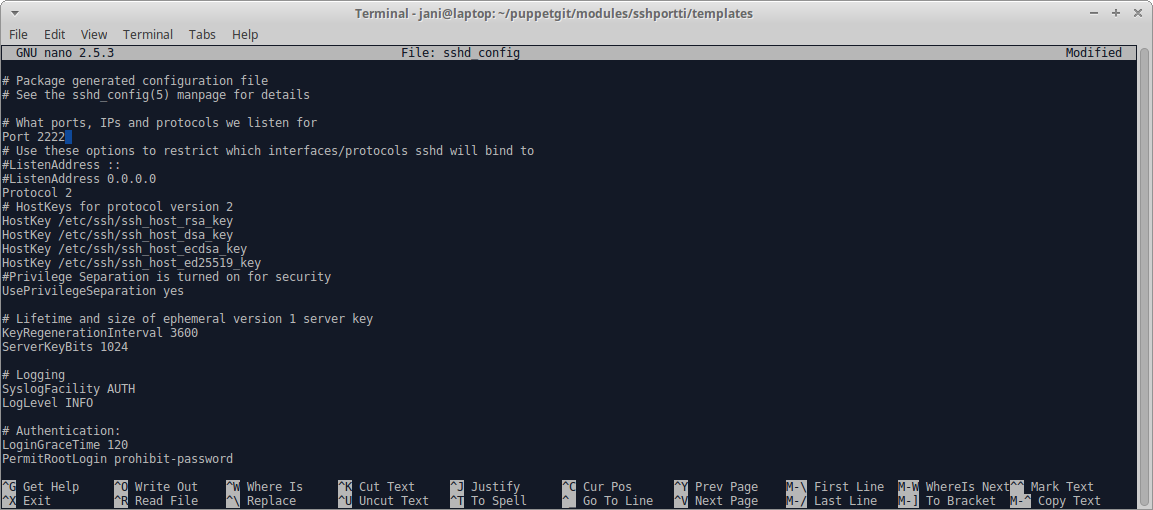 Terminal - jani@laptop: ~/puppetgit/modules/sshportti/templates
File Edit View Terminal Tabs Help
GNU nano 2.5.3 File: sshd_config Modified
# Package generated configuration file
# See the sshd_config(5) manpage for details
# What ports, IPs and protocols we listen for
Port 2222
# Use these options to restrict which interfaces/protocols sshd will bind to
#ListenAddress ::
#ListenAddress 0.0.0.0
Protocol 2
# HostKeys for protocol version 2
HostKey /etc/ssh/ssh_host_rsa_key
HostKey /etc/ssh/ssh_host_dsa_key
HostKey /etc/ssh/ssh_host_ecdsa_key
HostKey /etc/ssh/ssh_host_ed25519_key
#Privilege Separation is turned on for security
UsePrivilegeSeparation yes
# Lifetime and size of ephemeral version 1 server key
KeyRegenerationInterval 3600
ServerKeyBits 1024
# Logging
SyslogFacility AUTH
LogLevel INFO
# Authentication:
LoginGraceTime 120
PermitRootLogin prohibit-password
^G Get Help ^O Write Out ^W Where Is ^K Cut Text ^J Justify ^C Cur Pos ^Y Prev Page M-\ First Line M-W WhereIs Next ^^ Mark Text
^X Exit ^R Read File ^\ Replace ^U Uncut Text ^T To Spell ^_ Go To Line ^V Next Page M-/ Last Line M-] To Bracket M-^ Copy Text